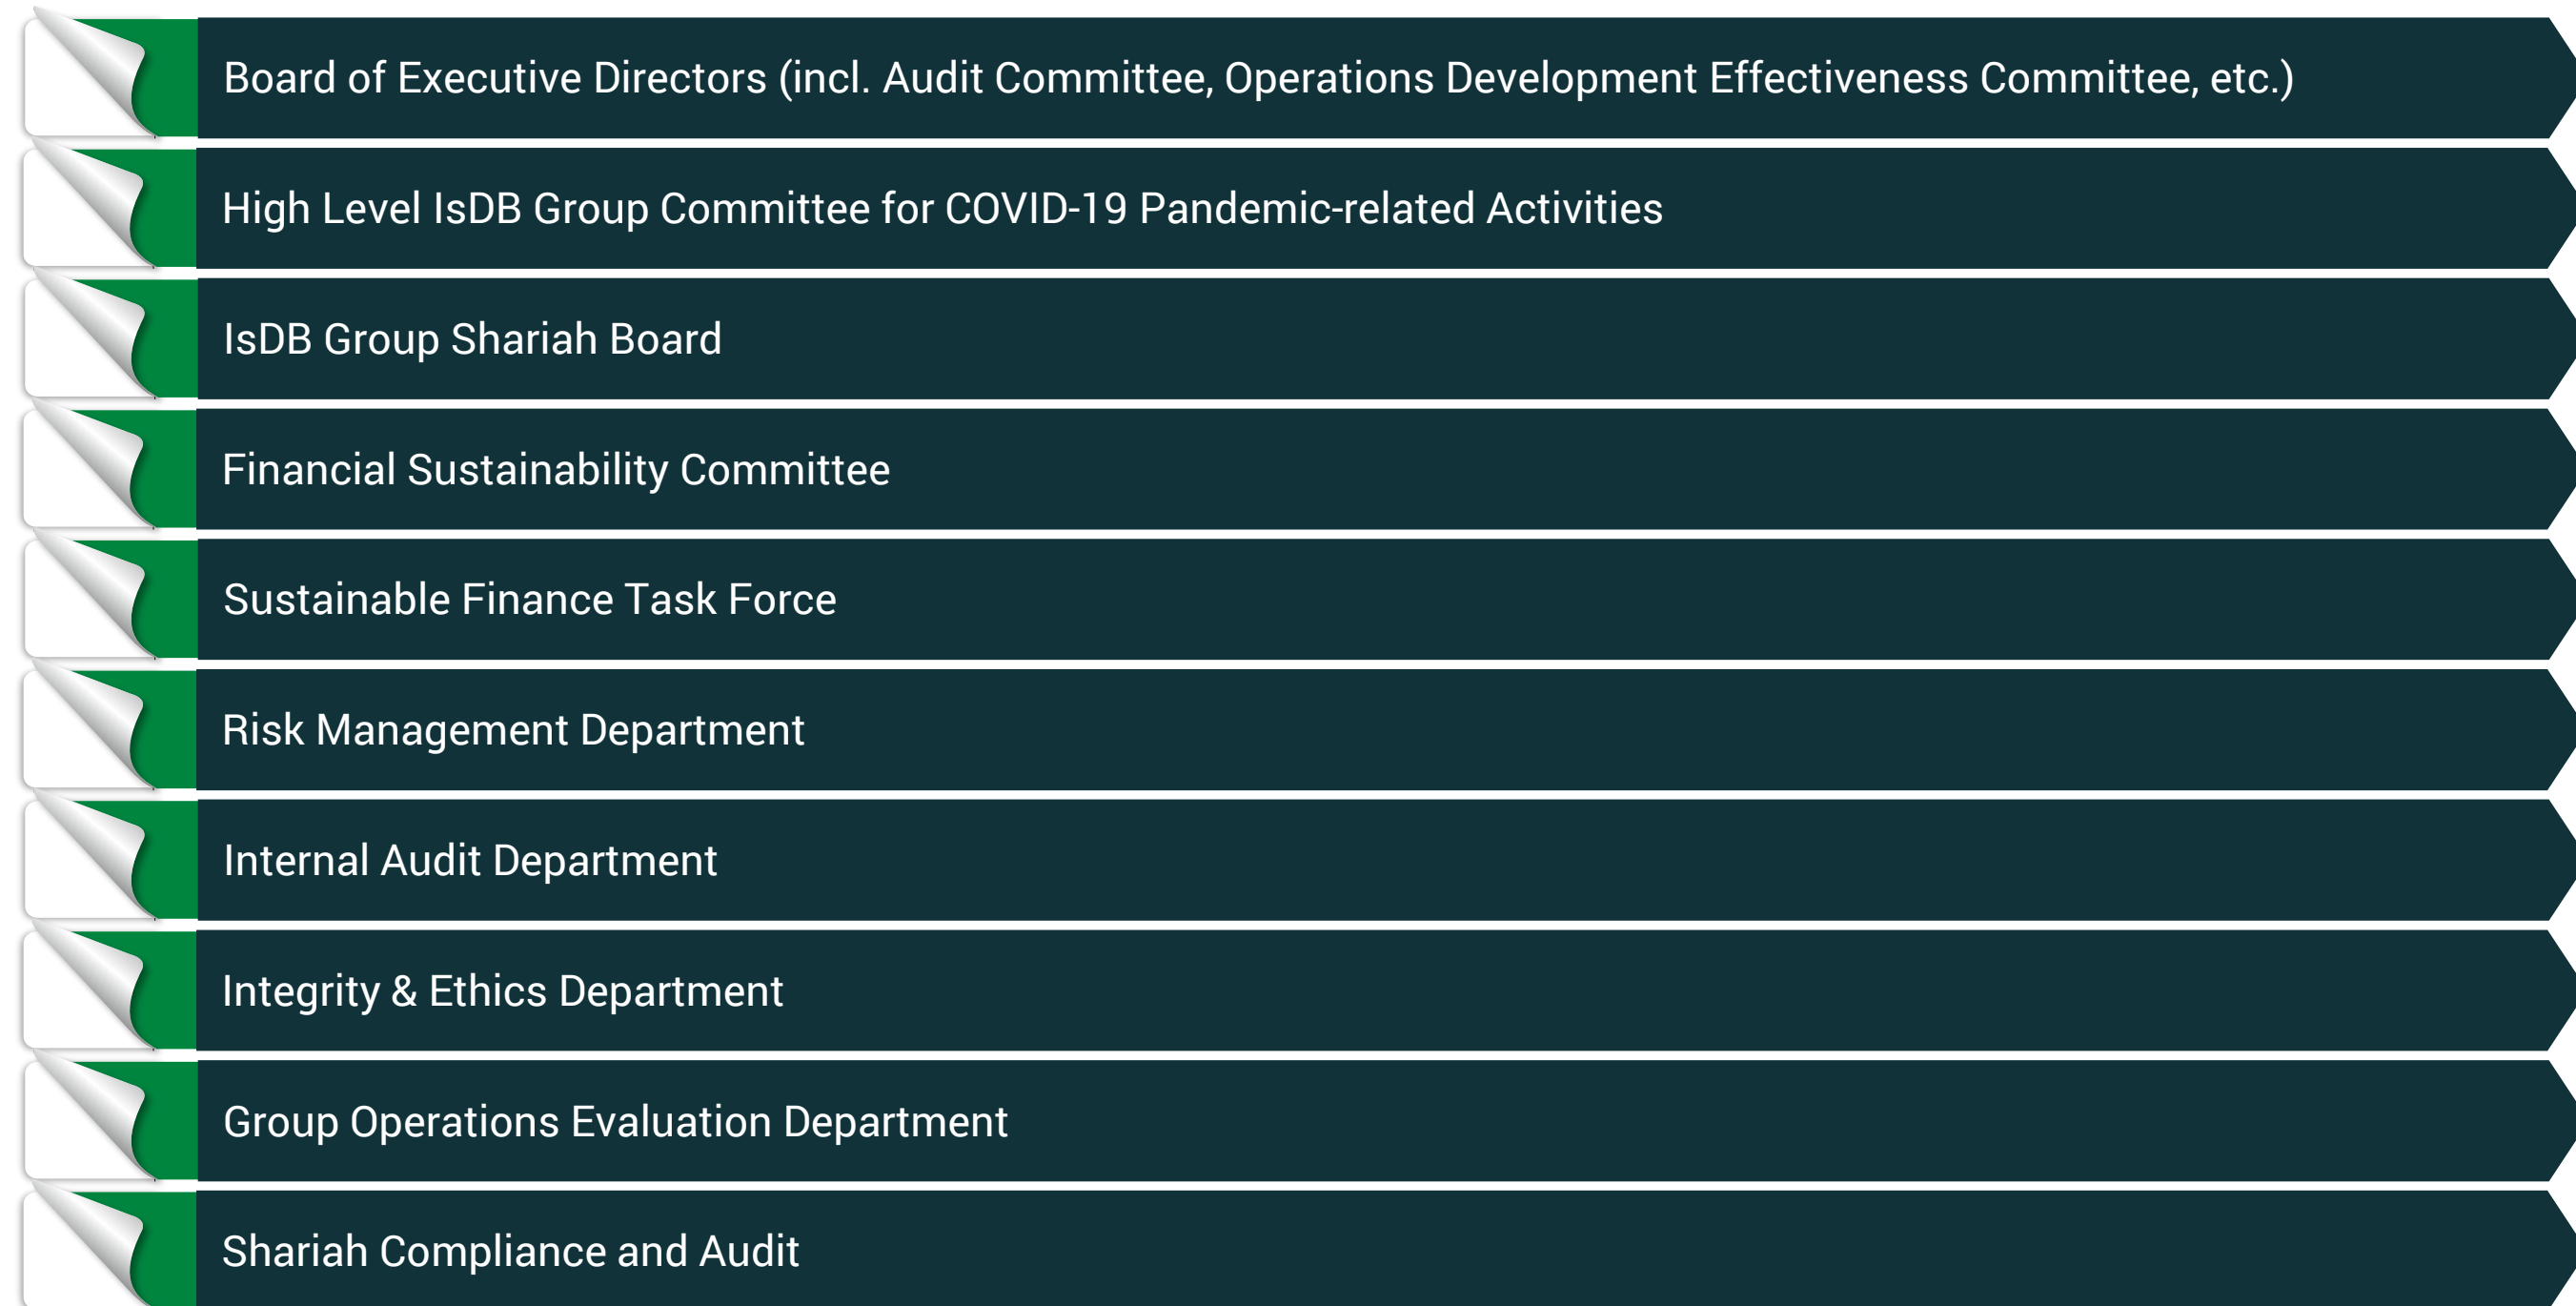 Board of Executive Directors (incl. Audit Committee, Operations Development Effectiveness Committee, etc.)
High Level IsDB Group Committee for COVID-19 Pandemic-related Activities
IsDB Group Shariah Board
Financial Sustainability Committee
Sustainable Finance Task Force
Risk Management Department
Internal Audit Department
Integrity & Ethics Department
Group Operations Evaluation Department
Shariah Compliance and Audit